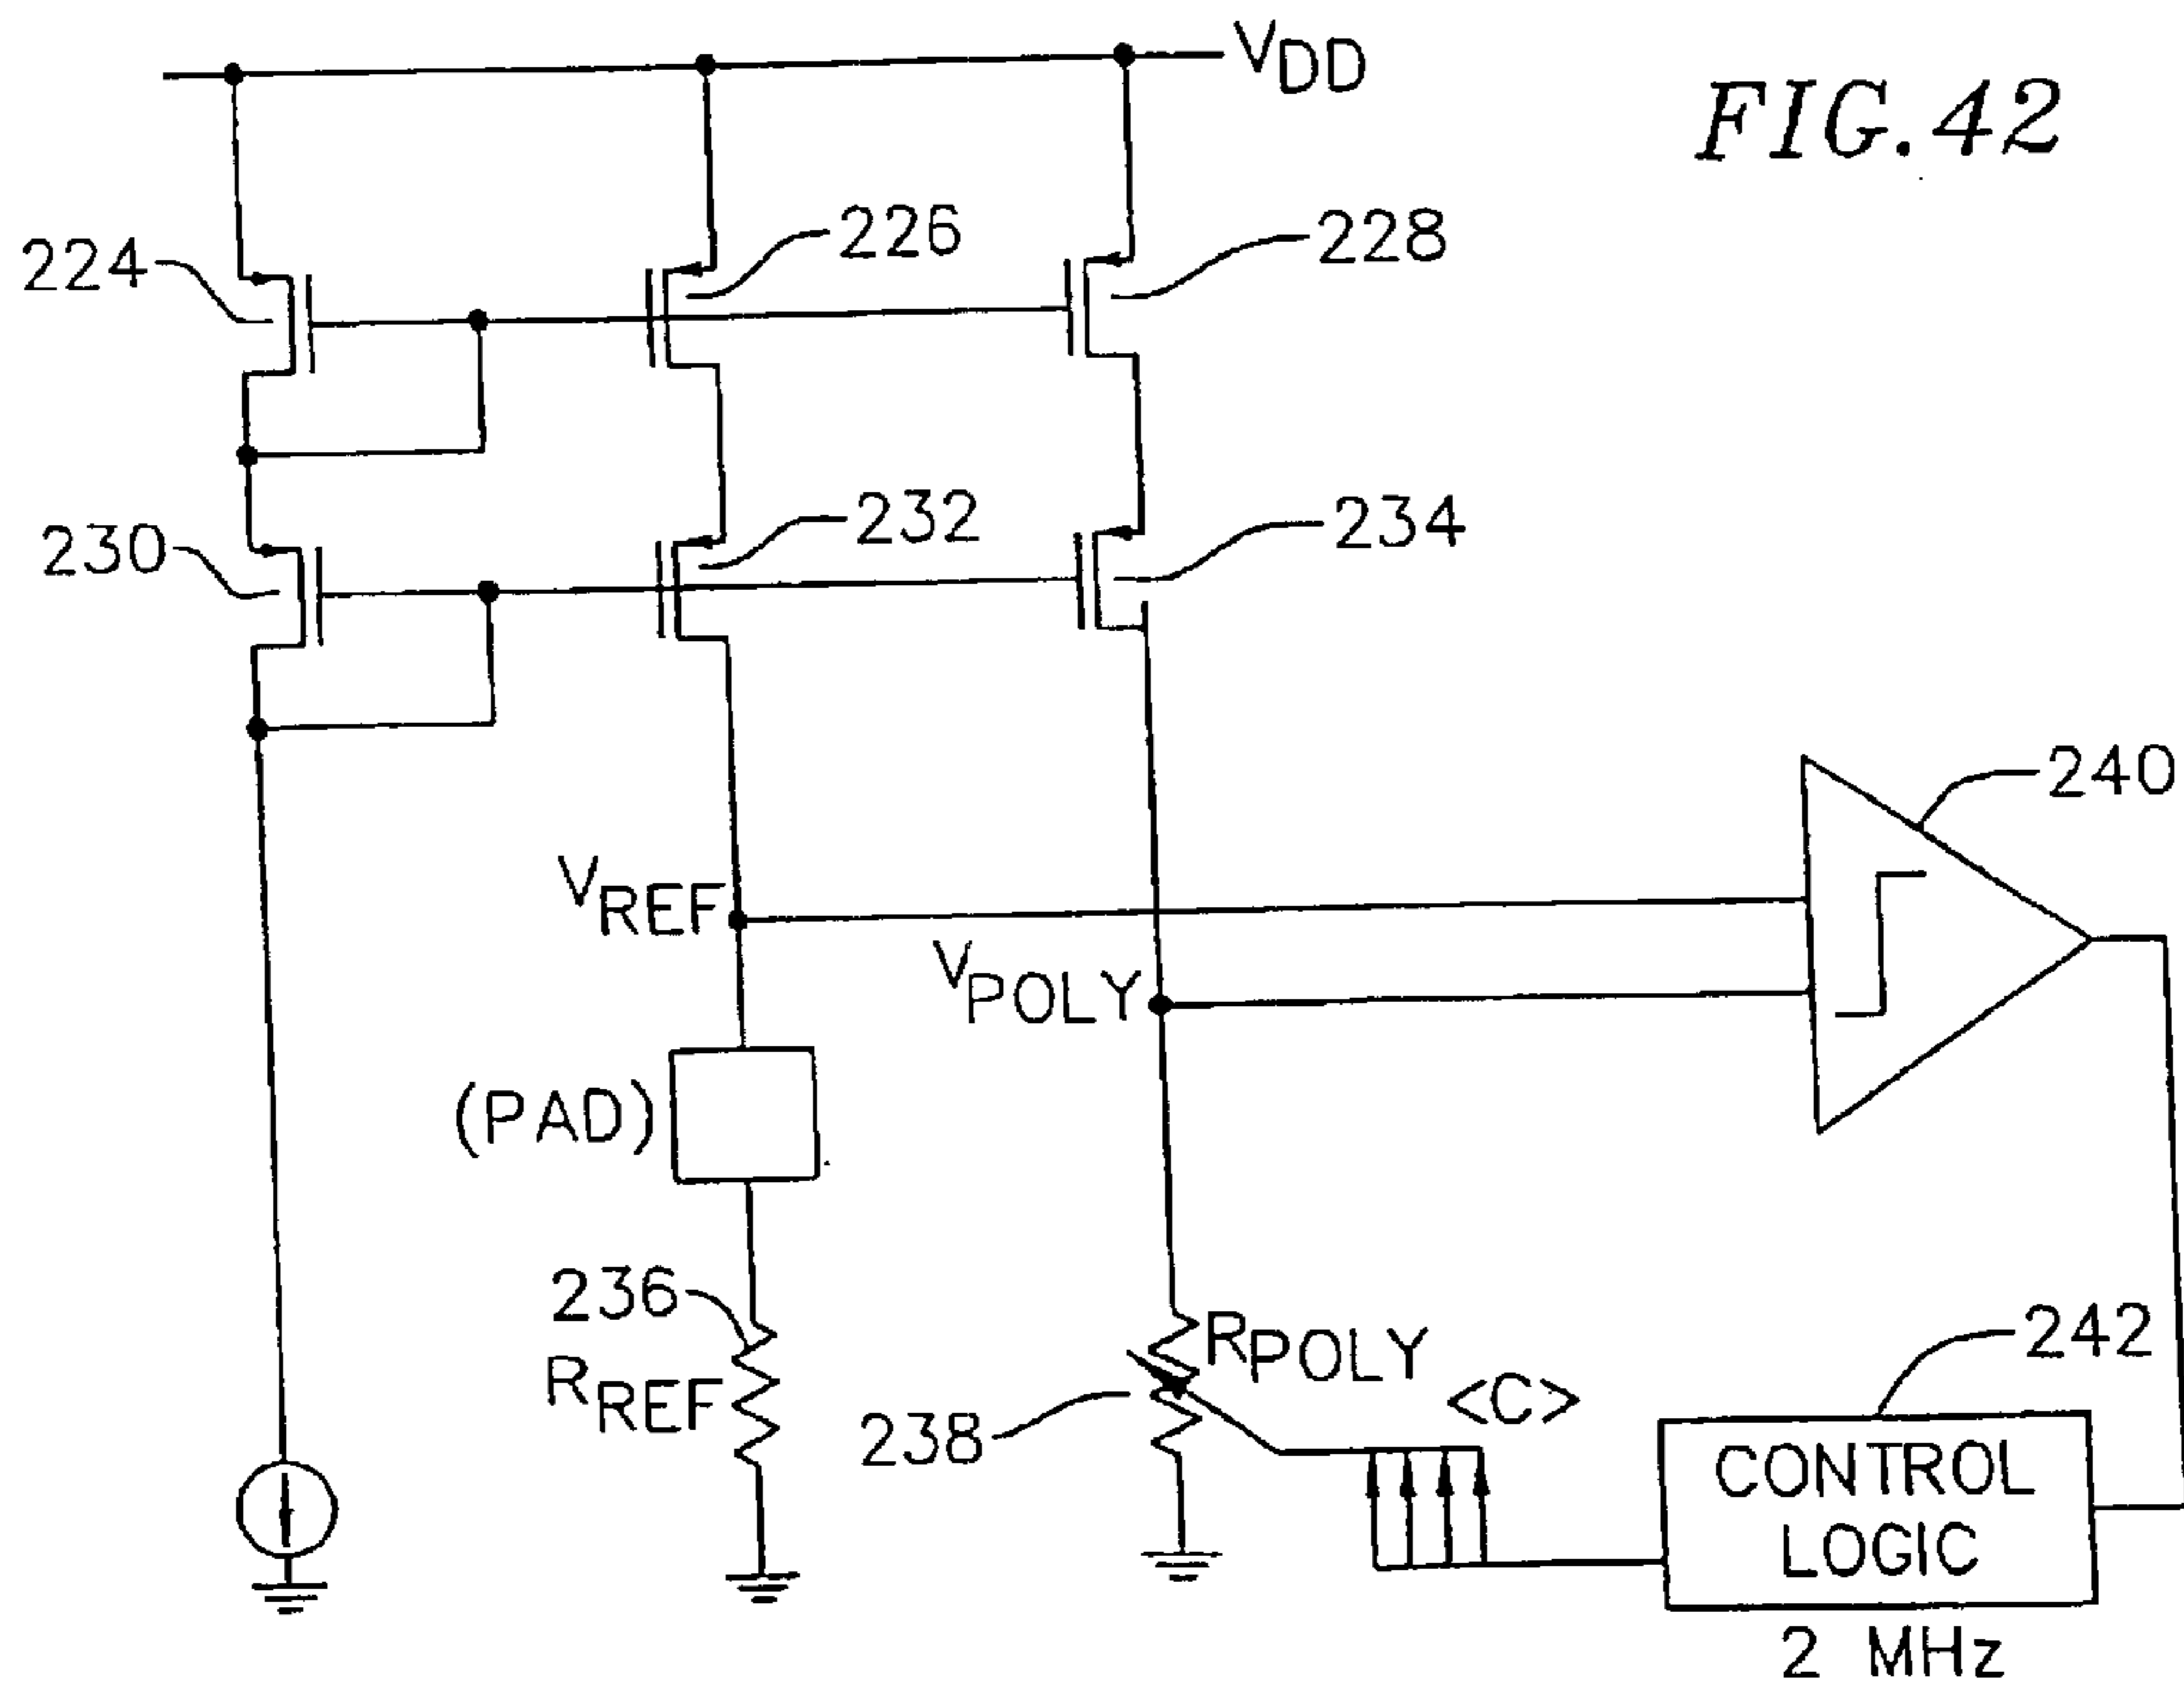 VDD
FIG.42
224
226
228
230
232
234
240
VREF
VPOLY
(PAD)
236
RREF
RPOLY
238
<C>
242
CONTROL
LOGIC
2 MHz